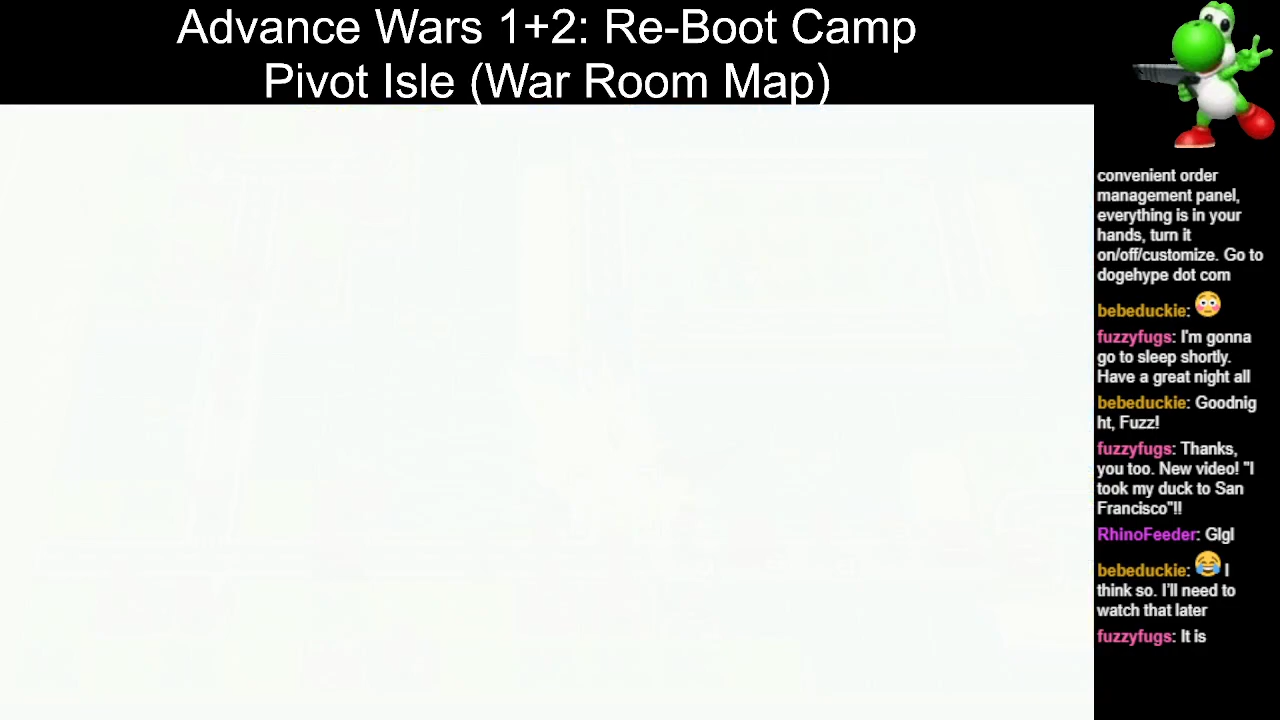 Advance Wars 1+2: Re-Boot Camp
Pivot Isle (War Room Map)
convenient order
management panel,
everything is in your
hands, turn it
on/off/customize. Go to
dogehype dot com
bebeduckie: 😳
fuzzyfugs: I'm gonna
go to sleep shortly.
Have a great night all
bebeduckie: Goodnig
ht, Fuzz!
fuzzyfugs: Thanks,
you too. New video! "I
took my duck to San
Francisco"!!
RhinoFeeder: Glgl
bebeduckie: 😂 I
think so. I'll need to
watch that later
fuzzyfugs: It is